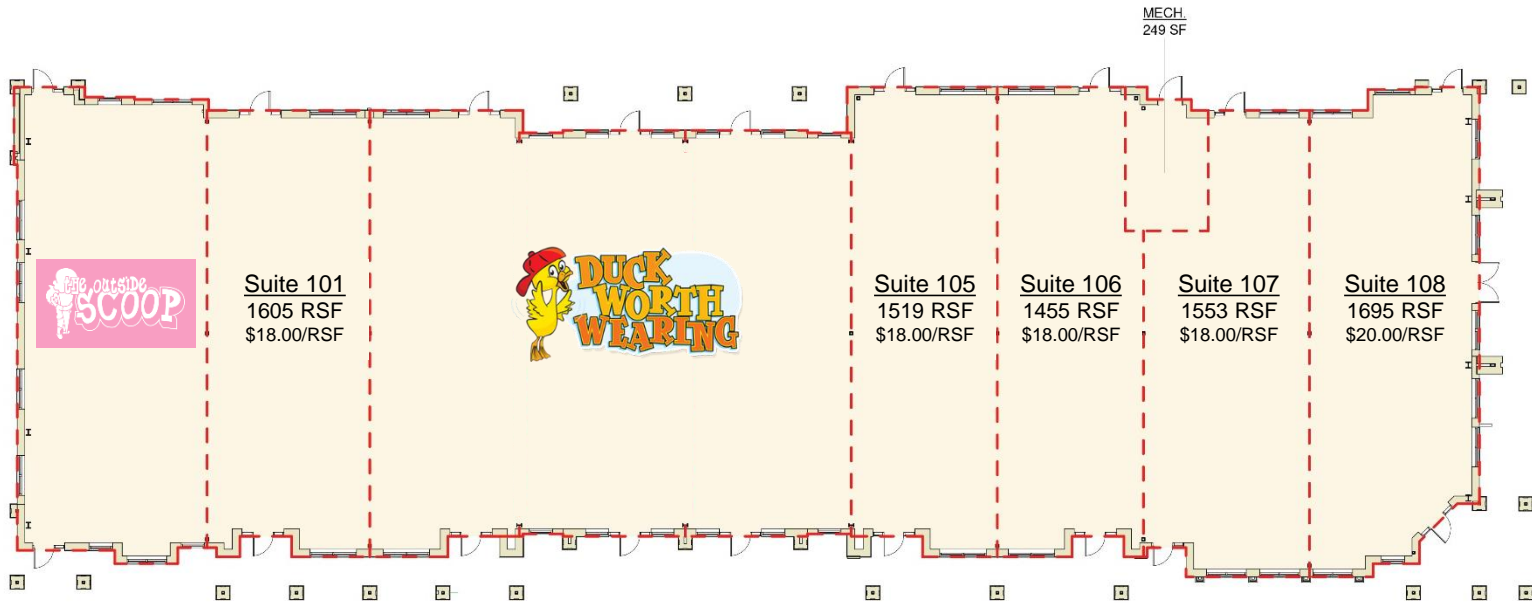 MECH.
249 SF
the outside
SCOOP
Suite 101
1605 RSF
$18.00/RSF
DUCK
WORTH
WEARING
Suite 105
1519 RSF
$18.00/RSF
Suite 106
1455 RSF
$18.00/RSF
Suite 107
1553 RSF
$18.00/RSF
Suite 108
1695 RSF
$20.00/RSF